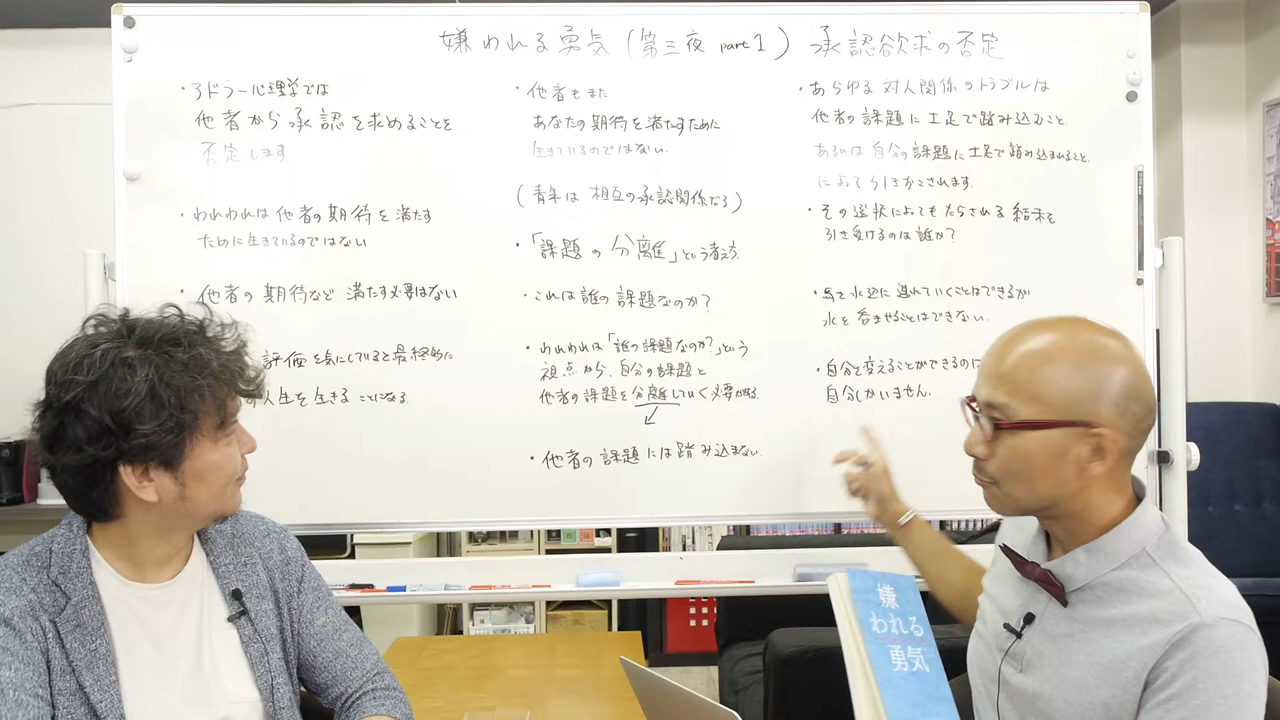 嫌われる勇気(第三夜 part1) 承認欲求の否定
・アドラー心理学では
他者から承認を求めることを
否定します
・われわれは他者の期待を満たす
ために生きているのではない
・他者の期待など満たす必要はない
評価を気にしていると最終的に
人生を生きることになる。
・他者もまた
あなたの期待を満たすために
生きているのではない。
(青年は相互の承認関係だろ)
・「課題の分離」という考え方。
・これは誰の課題なのか?
・われわれは「誰の課題なのか?」という
視点から、自分の課題と
他者の課題を分離していく必要がある。
・他者の課題には踏み込まない。
・あらゆる対人関係のトラブルは
他者の課題に土足で踏み込むこと、
あるいは自分の課題に土足で踏み込まれること
によって引きおこされます。
・その選択によってもたらされる結末を
引き受けるのは誰か?
・馬を水辺に連れていくことはできるが
水を呑ませることはできない。
・自分を変えることができるのは
自分しかいません。
嫌
われる
勇気